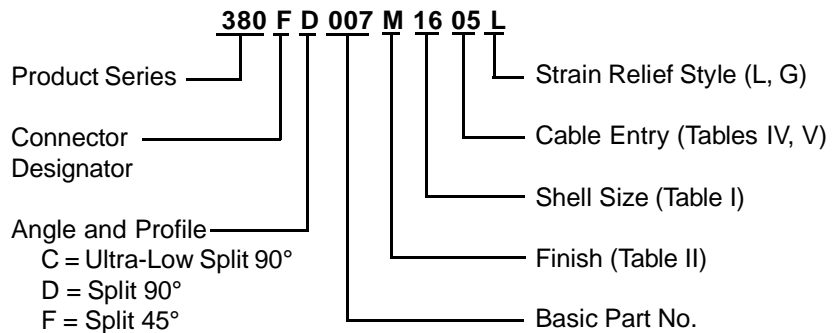 380 F D 007 M 16 05 L
Product Series
Connector
Designator
Angle and Profile
C = Ultra-Low Split 90°
D = Split 90°
F = Split 45°
Strain Relief Style (L, G)
Cable Entry (Tables IV, V)
Shell Size (Table I)
Finish (Table II)
Basic Part No.